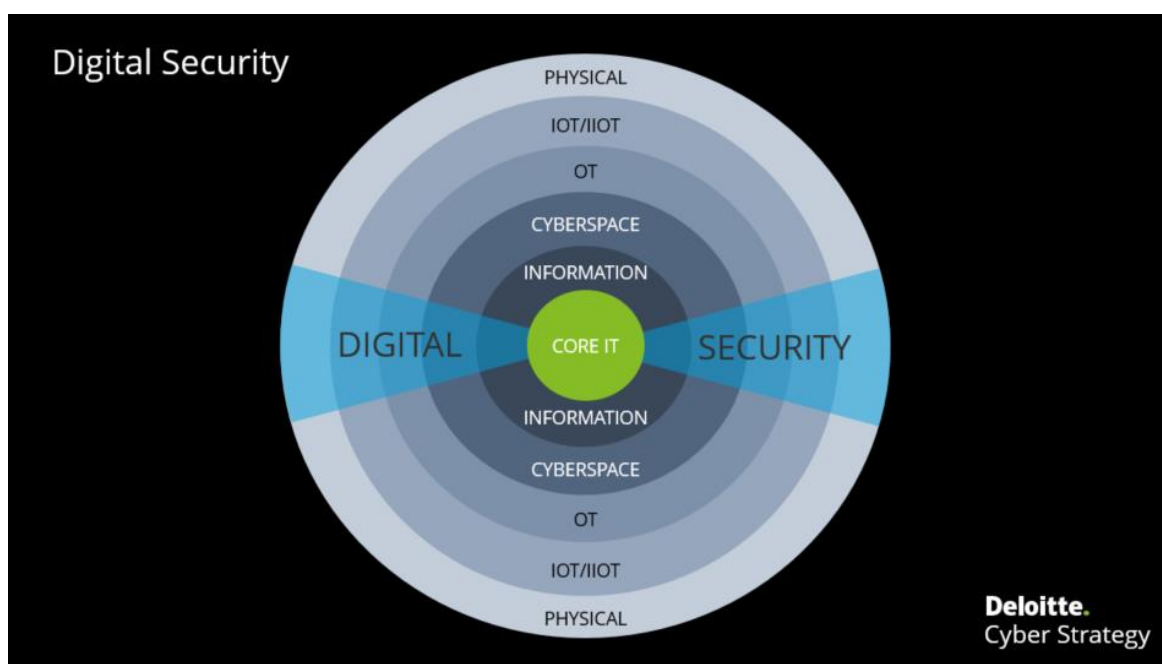 Digital Security
PHYSICAL
IOT/IIOT
OT
CYBERSPACE
INFORMATION
DIGITAL
CORE IT
SECURITY
INFORMATION
CYBERSPACE
OT
IOT/IIOT
PHYSICAL
Deloitte.
Cyber Strategy